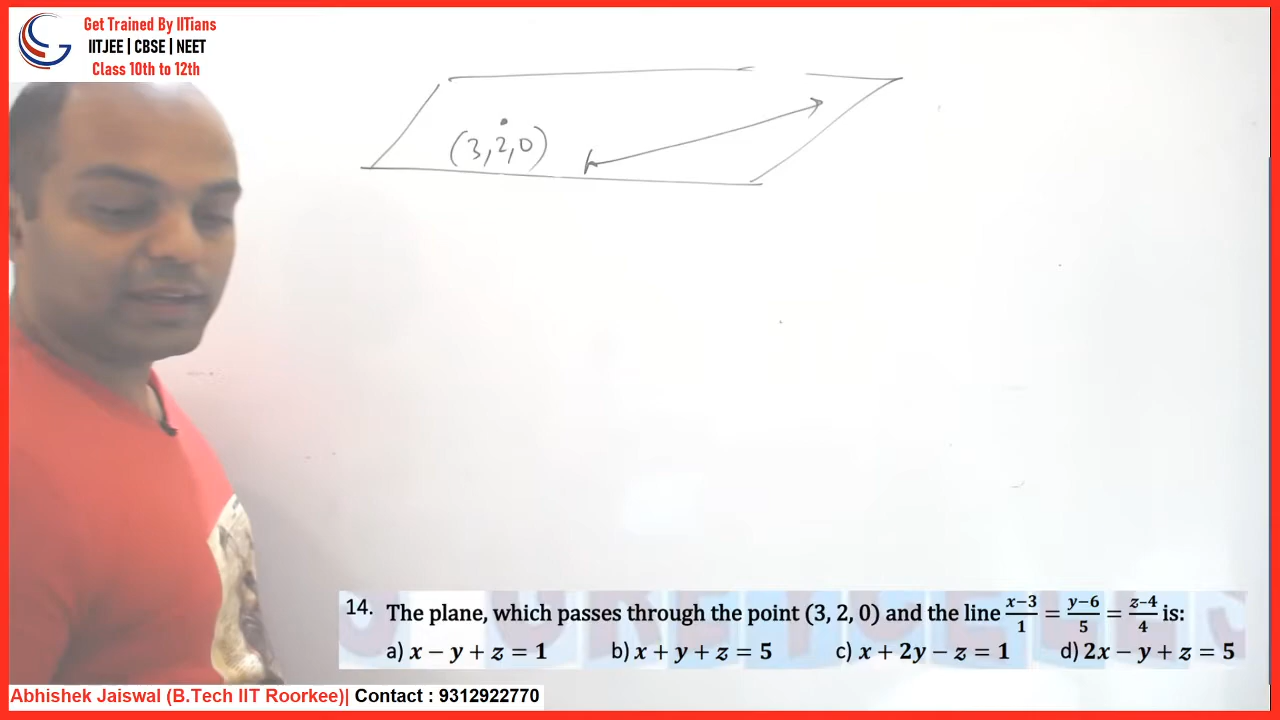 Get Trained By IITians
IITJEE | CBSE | NEET
Class 10th to 12th
(3,2,0)
14. The plane, which passes through the point (3, 2, 0) and the line x−3/1 = y−6/5 = z−4/4 is:
a) x − y + z = 1 b) x + y + z = 5 c) x + 2y − z = 1 d) 2x − y + z = 5
Abhishek Jaiswal (B.Tech IIT Roorkee)| Contact : 9312922770